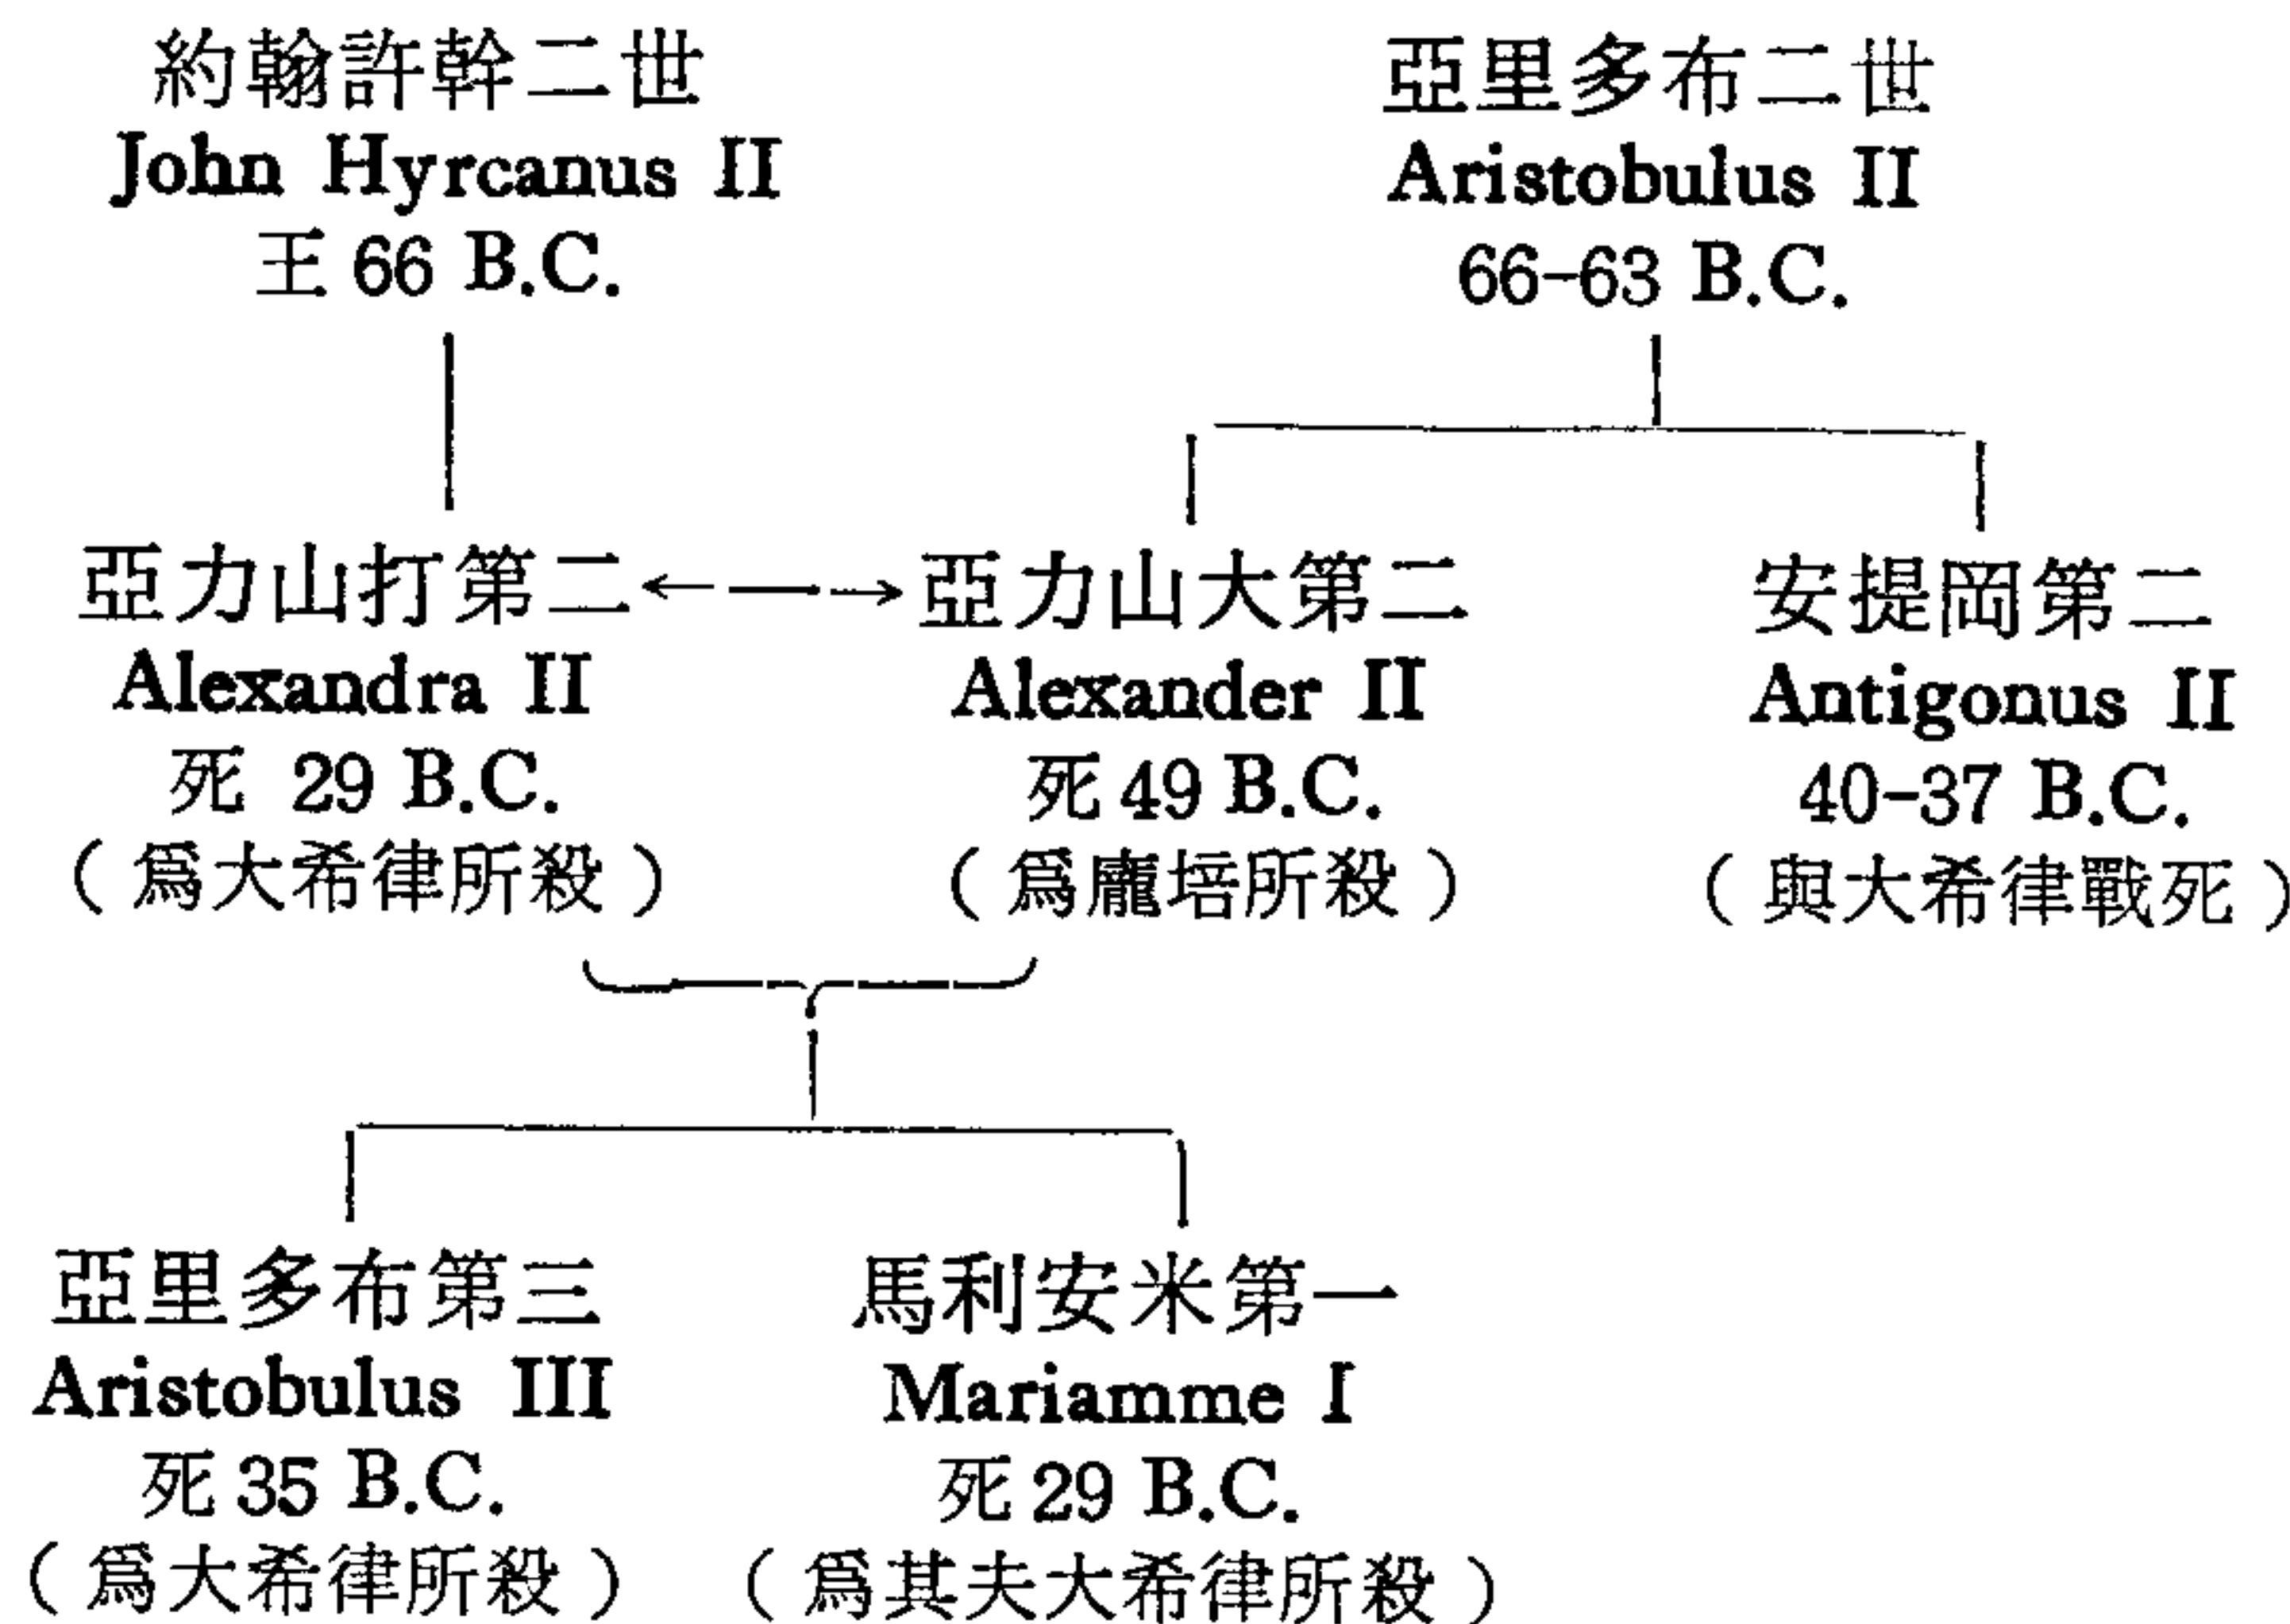 約翰許幹二世
John Hyrcanus II
王 66 B.C.
亞里多布二世
Aristobulus II
66-63 B.C.
亞力山打第二
Alexandra II
死 29 B.C.
(爲大希律所殺)
亞力山大第二
Alexander II
死 49 B.C.
(爲龐培所殺)
安提岡第二
Antigonus II
40-37 B.C.
(與大希律戰死)
亞里多布第三
Aristobulus III
死 35 B.C.
(爲大希律所殺)
馬利安米第一
Mariamme I
死 29 B.C.
(爲其夫大希律所殺)